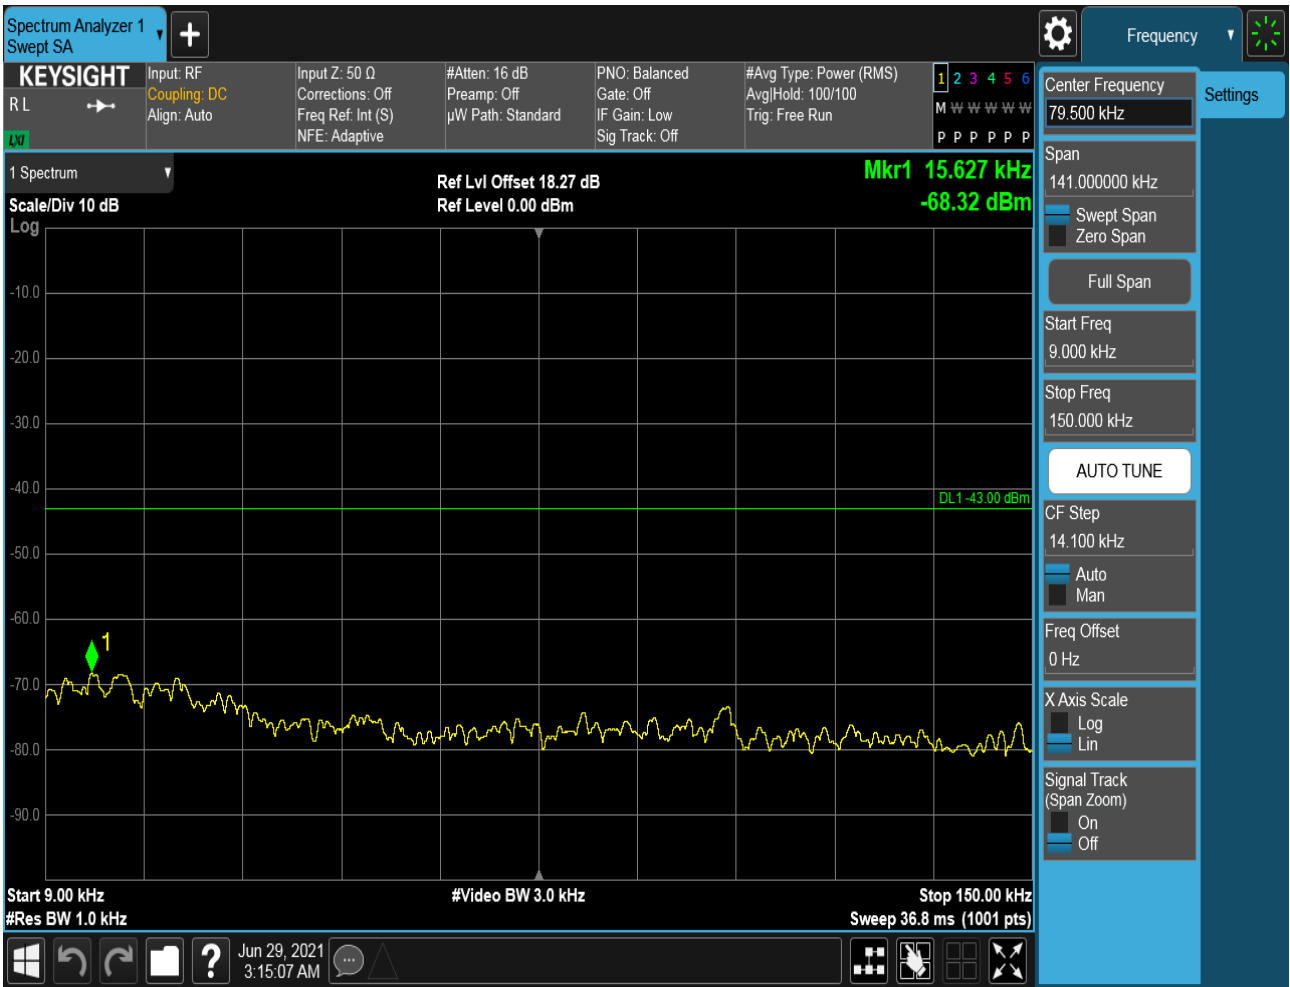 Spectrum Analyzer 1
Swept SA
Frequency
KEYSIGHT
R L
LXI
Input: RF
Coupling: DC
Align: Auto
Input Z: 50 Ω
Corrections: Off
Freq Ref: Int (S)
NFE: Adaptive
#Atten: 16 dB
Preamp: Off
µW Path: Standard
PNO: Balanced
Gate: Off
IF Gain: Low
Sig Track: Off
#Avg Type: Power (RMS)
Avg|Hold: 100/100
Trig: Free Run
1 2 3 4 5 6
M W W W W W
P P P P P P
1 Spectrum
Scale/Div 10 dB
Log
Ref Lvl Offset 18.27 dB
Ref Level 0.00 dBm
Mkr1 15.627 kHz
-68.32 dBm
-10.0
-20.0
-30.0
-40.0
DL1 -43.00 dBm
-50.0
-60.0
1
-70.0
-80.0
-90.0
Start 9.00 kHz
#Res BW 1.0 kHz
#Video BW 3.0 kHz
Stop 150.00 kHz
Sweep 36.8 ms (1001 pts)
?
Jun 29, 2021
3:15:07 AM
Center Frequency
79.500 kHz
Settings
Span
141.000000 kHz
Swept Span
Zero Span
Full Span
Start Freq
9.000 kHz
Stop Freq
150.000 kHz
AUTO TUNE
CF Step
14.100 kHz
Auto
Man
Freq Offset
0 Hz
X Axis Scale
Log
Lin
Signal Track
(Span Zoom)
On
Off